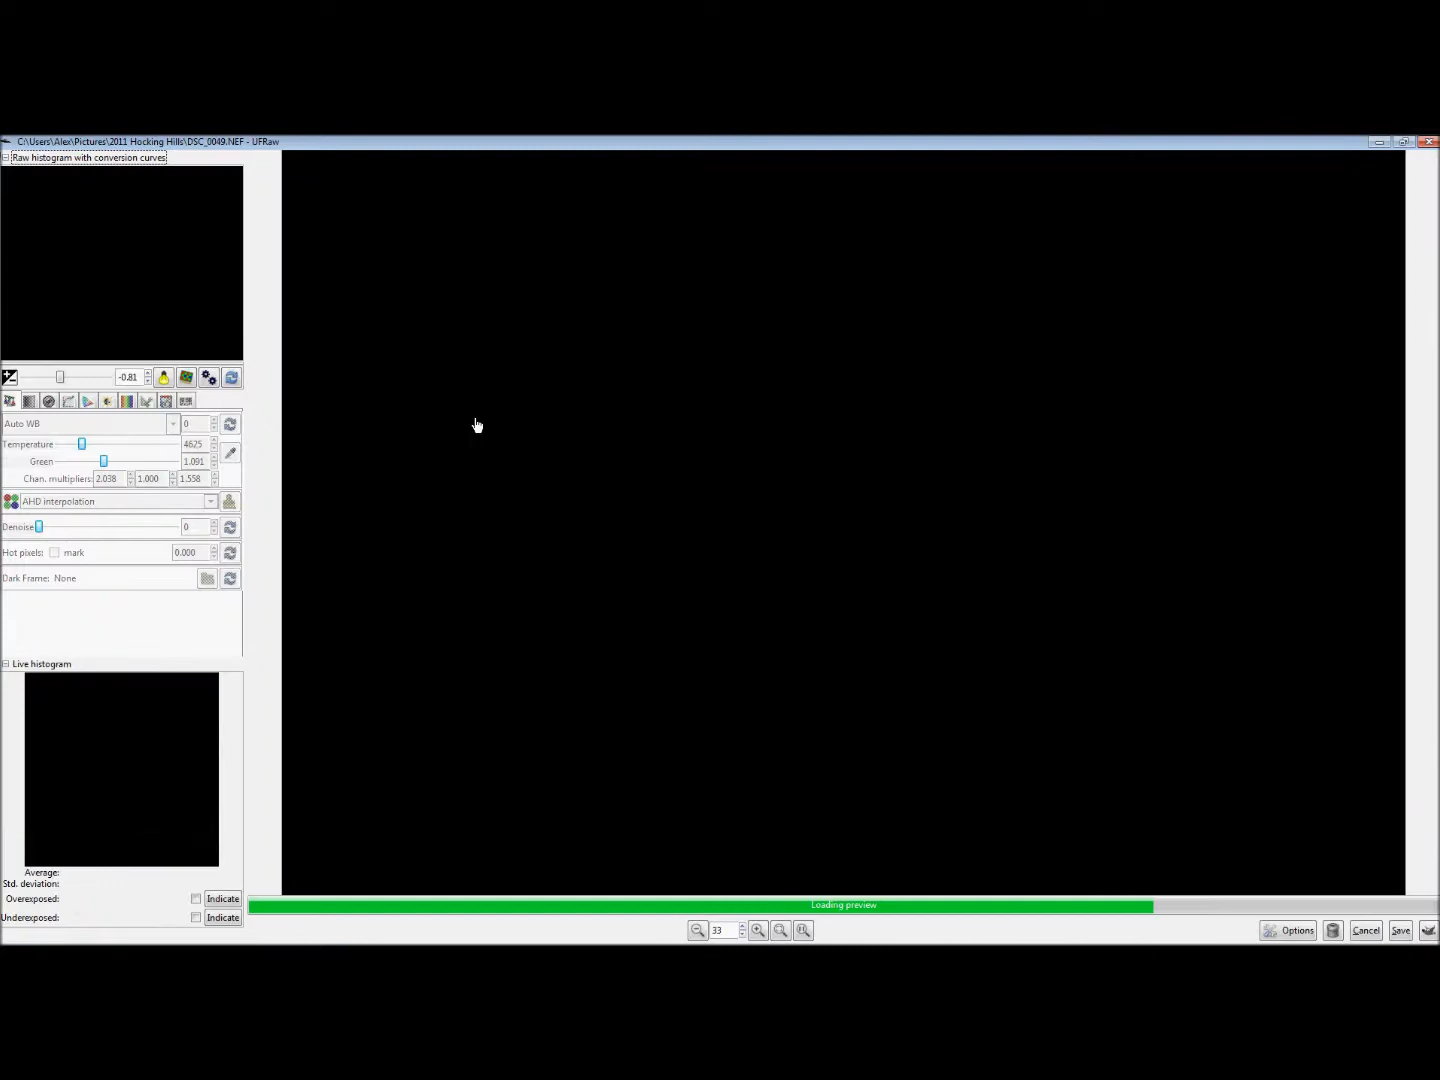 C:\Users\Alex\Pictures\2011 Hocking Hills\DSC_0049.NEF - UFRaw
Raw histogram with conversion curves
-0.81
Auto WB 0
Temperature 4625
Green 1.091
Chan. multipliers: 2.038 1.000 1.558
AHD interpolation
Denoise 0
Hot pixels: mark 0.000
Dark Frame: None
Live histogram
Average:
Std. deviation:
Overexposed: Indicate
Underexposed: Indicate
Loading preview
33 Options Cancel Save